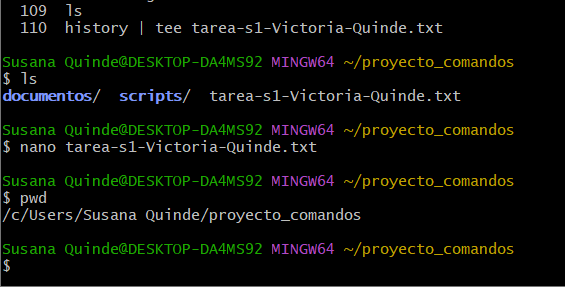 109 ls
110 history | tee tarea-s1-Victoria-Quinde.txt
Susana Quinde@DESKTOP-DA4MS92 MINGW64 ~/proyecto_comandos
$ ls
documentos/ scripts/ tarea-s1-Victoria-Quinde.txt
Susana Quinde@DESKTOP-DA4MS92 MINGW64 ~/proyecto_comandos
$ nano tarea-s1-Victoria-Quinde.txt
Susana Quinde@DESKTOP-DA4MS92 MINGW64 ~/proyecto_comandos
$ pwd
/c/Users/Susana Quinde/proyecto_comandos
Susana Quinde@DESKTOP-DA4MS92 MINGW64 ~/proyecto_comandos
$